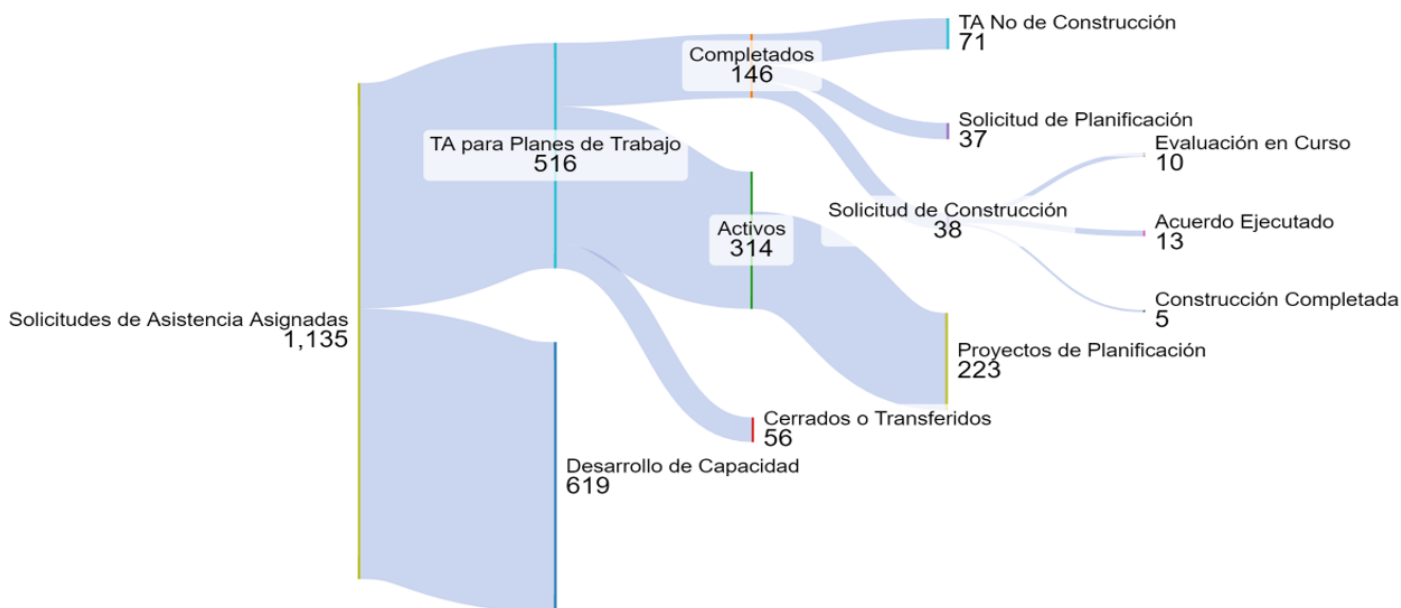 Solicitudes de Asistencia Asignadas
1,135
TA para Planes de Trabajo
516
Desarrollo de Capacidad
619
Completados
146
Activos
314
Cerrados o Transferidos
56
TA No de Construcción
71
Solicitud de Planificación
37
Solicitud de Construcción
38
Proyectos de Planificación
223
Evaluación en Curso
10
Acuerdo Ejecutado
13
Construcción Completada
5